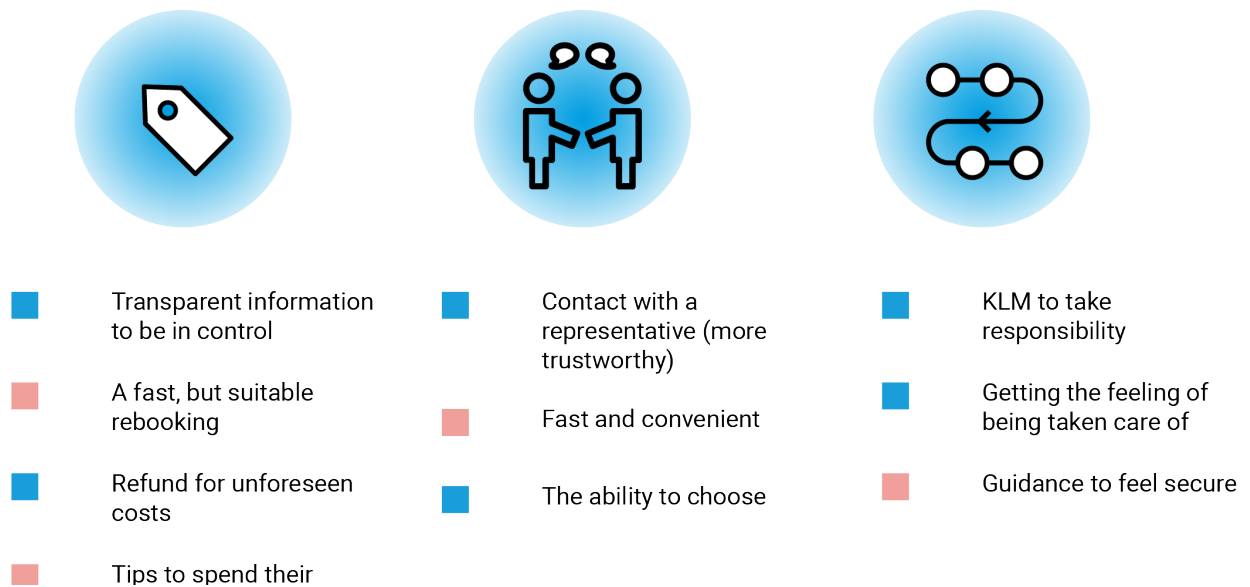 Transparent information
to be in control
A fast, but suitable
rebooking
Refund for unforeseen
costs
Tips to spend their
Contact with a
representative (more
trustworthy)
Fast and convenient
The ability to choose
KLM to take
responsibility
Getting the feeling of
being taken care of
Guidance to feel secure